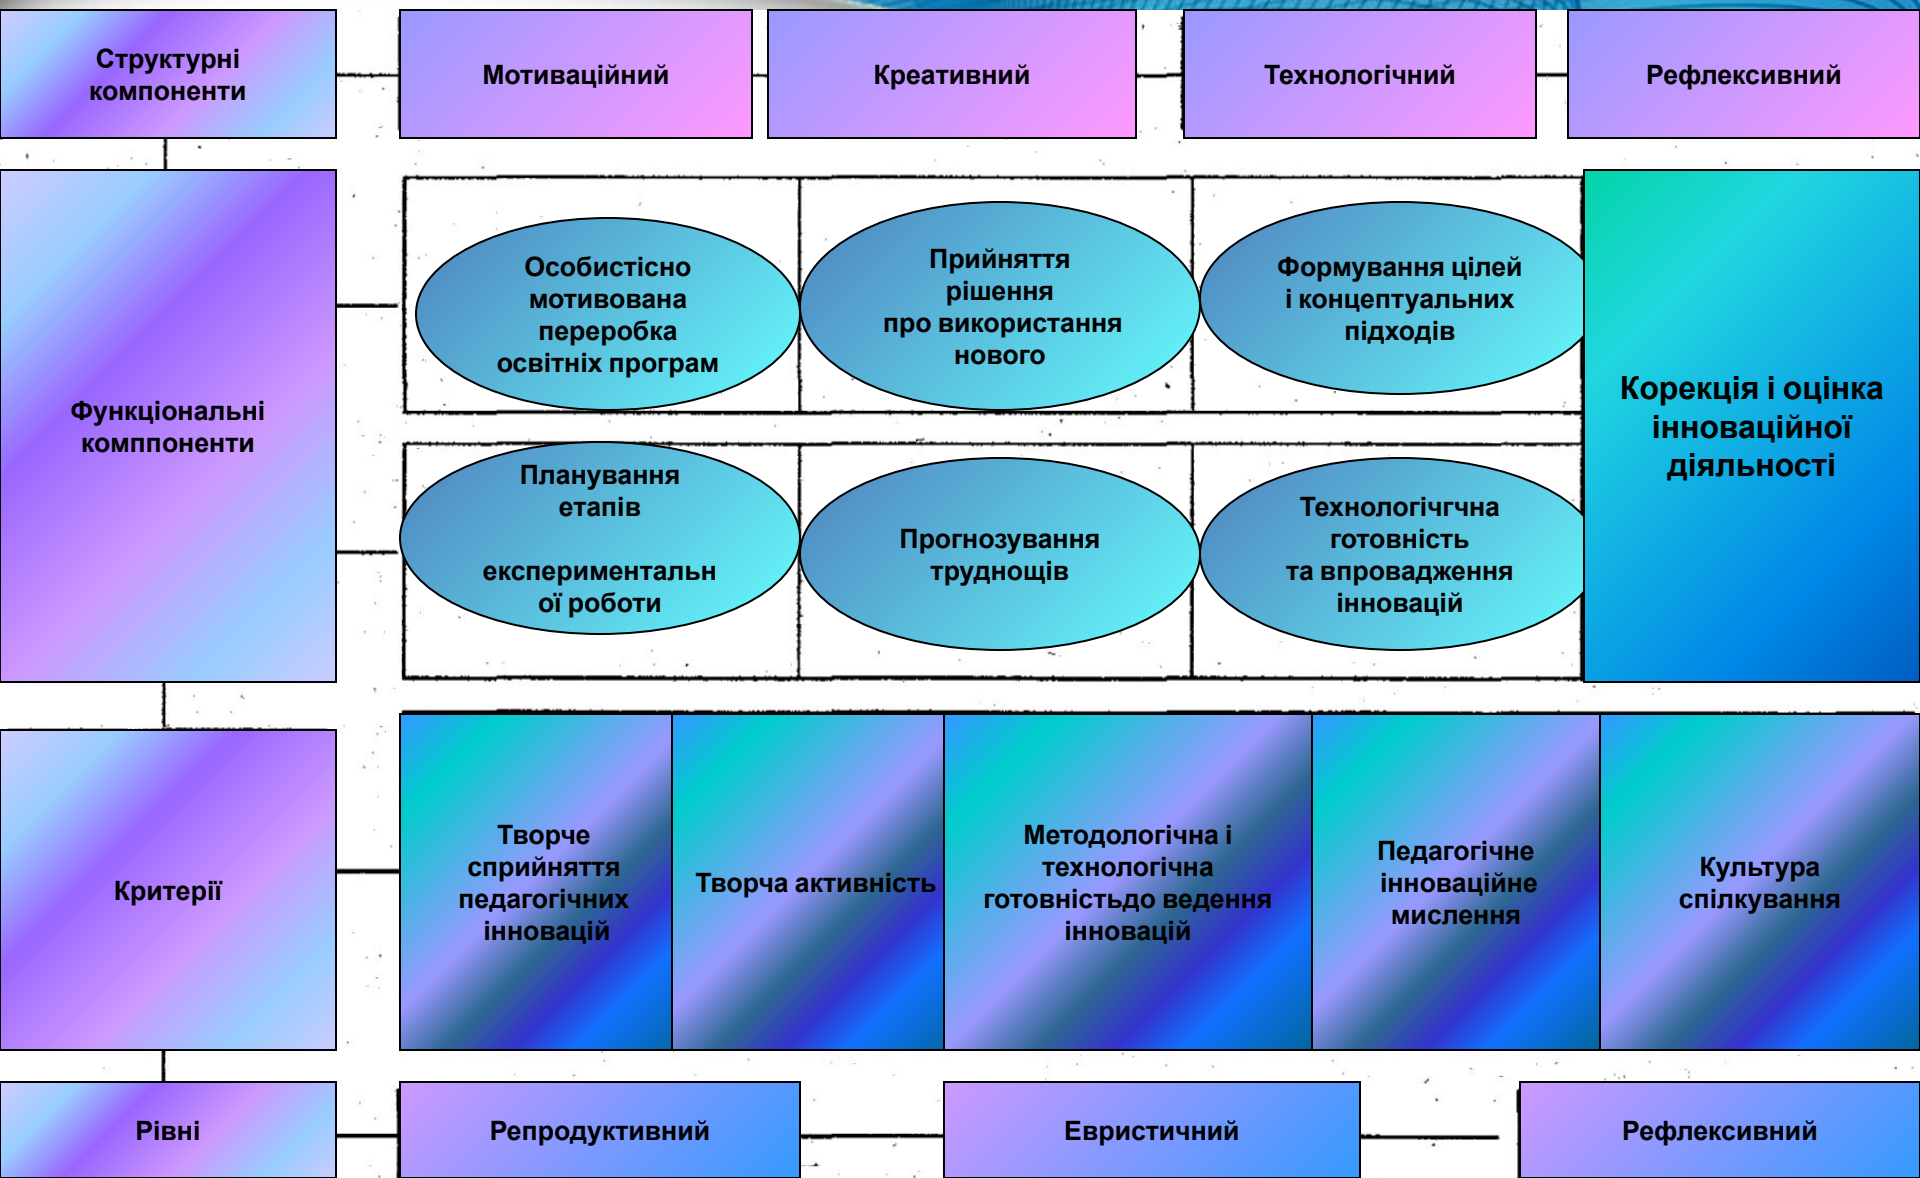 Структурні
компоненти
Мотиваційний
Креативний
Технологічний
Рефлексивний
Функціональні
комппоненти
Особистісно
мотивована
переробка
освітніх програм
Прийняття
рішення
про використання
нового
Формування цілей
і концептуальних
підходів
Планування
етапів
експериментальн
ої роботи
Прогнозування
труднощів
Технологічгчна
готовність
та впровадження
інновацій
Корекція і оцінка
інноваційної
діяльності
Критерії
Творче
сприйняття
педагогічних
інновацій
Творча активність
Методологічна і
технологічна
готовністьдо ведення
інновацій
Педагогічне
інноваційне
мислення
Культура
спілкування
Рівні
Репродуктивний
Евристичний
Рефлексивний